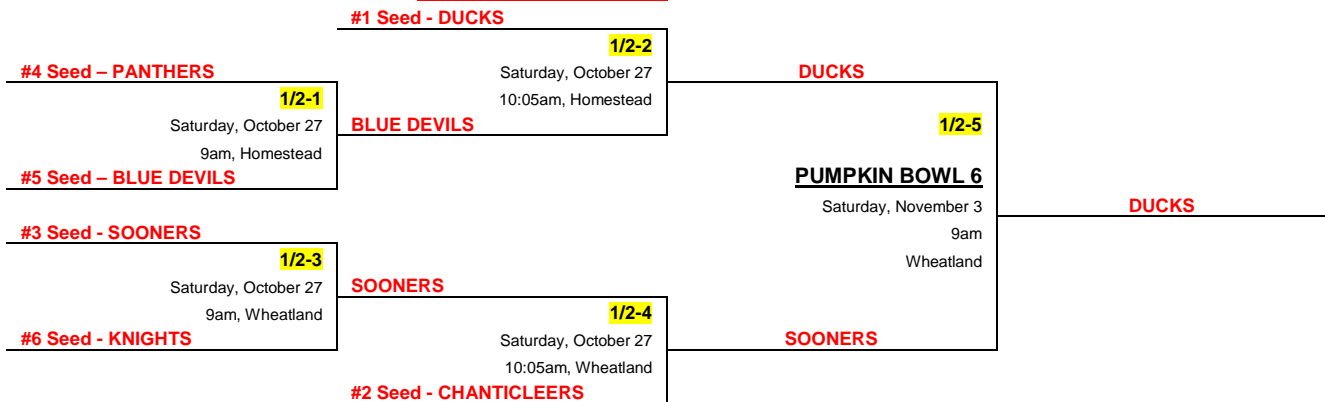 #1 Seed - DUCKS
1/2-2
#4 Seed – PANTHERS
Saturday, October 27
DUCKS
1/2-1
10:05am, Homestead
Saturday, October 27
BLUE DEVILS
1/2-5
9am, Homestead
#5 Seed – BLUE DEVILS
PUMPKIN BOWL 6
Saturday, November 3
DUCKS
#3 Seed - SOONERS
9am
1/2-3
Wheatland
Saturday, October 27
SOONERS
9am, Wheatland
1/2-4
#6 Seed - KNIGHTS
Saturday, October 27
SOONERS
10:05am, Wheatland
#2 Seed - CHANTICLEERS